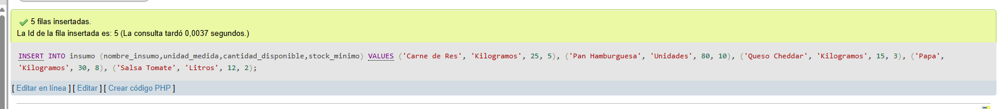 5 filas insertadas.
La Id de la fila insertada es: 5 (La consulta tardó 0,0037 segundos.)
INSERT INTO insumo (nombre_insumo,unidad_medida,cantidad_disponible,stock_minimo) VALUES ('Carne de Res', 'Kilogramos', 25, 5), ('Pan Hamburguesa', 'Unidades', 80, 10), ('Queso Cheddar', 'Kilogramos', 15, 3), ('Papa',
'Kilogramos', 30, 8), ('Salsa Tomate', 'Litros', 12, 2);
[ Editar en línea ] [ Editar ] [ Crear código PHP ]